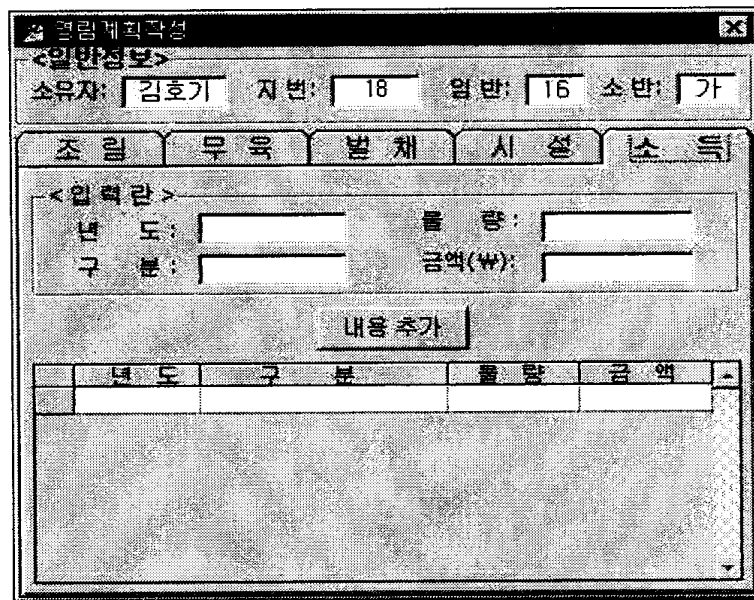 영림계획작성
<일반정보>
소유자: 김호기 지 번: 18 임 반: 16 소 반: 가
조 림 무 육 벌 채 시 설 소 득
<입 력 란>
년 도: 물 량:
구 분: 금액(₩):
내용 추가
년 도 구 분 물 량 금 액